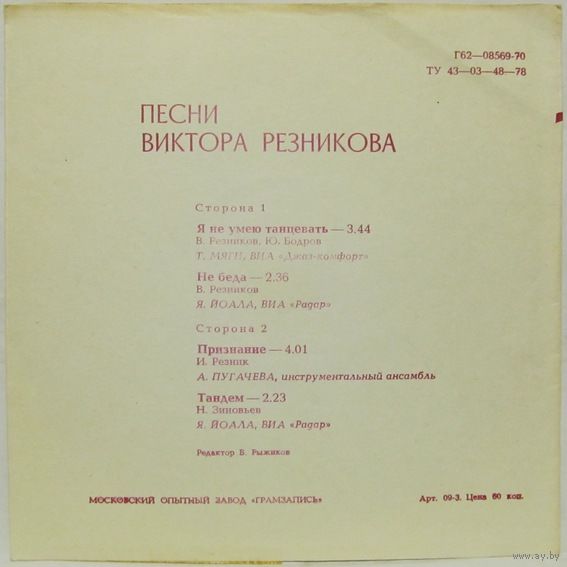 Г62—08569-70
ТУ 43—03—48—78
ПЕСНИ
ВИКТОРА РЕЗНИКОВА
Сторона 1
Я не умею танцевать — 3.44
В. Резников, Ю. Бодров
Т. МЯГИ, ВИА «Джаз-комфорт»
Не беда — 2.36
В. Резников
Я. ЙОАЛА, ВИА «Радар»
Сторона 2
Признание — 4.01
И. Резник
А. ПУГАЧЕВА, инструментальный ансамбль
Тандем — 2.23
Н. Зиновьев
Я. ЙОАЛА, ВИА «Радар»
Редактор В. Рыжиков
МОСКОВСКИЙ ОПЫТНЫЙ ЗАВОД «ГРАМЗАПИСЬ»
Арт. 09-3. Цена 60 коп.
www.ay.by